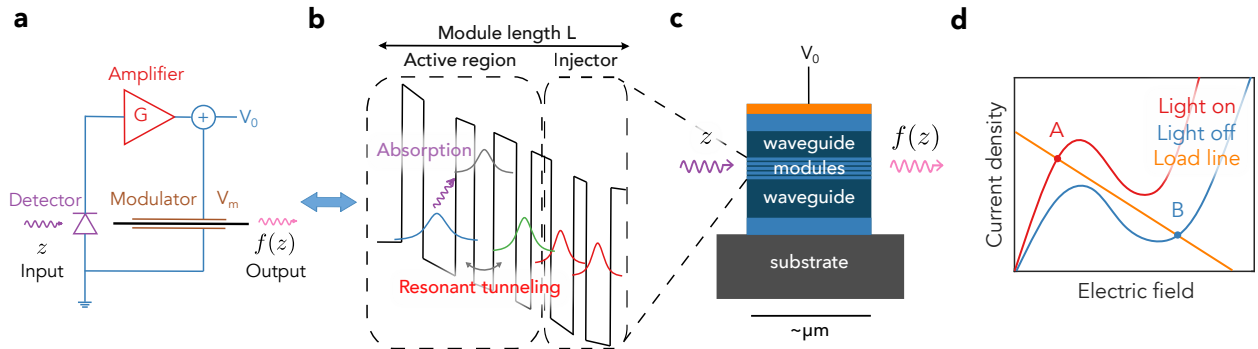 a
Amplifier
G
+
V₀
Detector
Modulator
Vₘ
z
Input
f(z)
Output
b
Module length L
Active region
Injector
Absorption
Resonant tunneling
c
V₀
z
waveguide
modules
waveguide
f(z)
substrate
~μm
d
Current density
A
Light on
Light off
Load line
B
Electric field